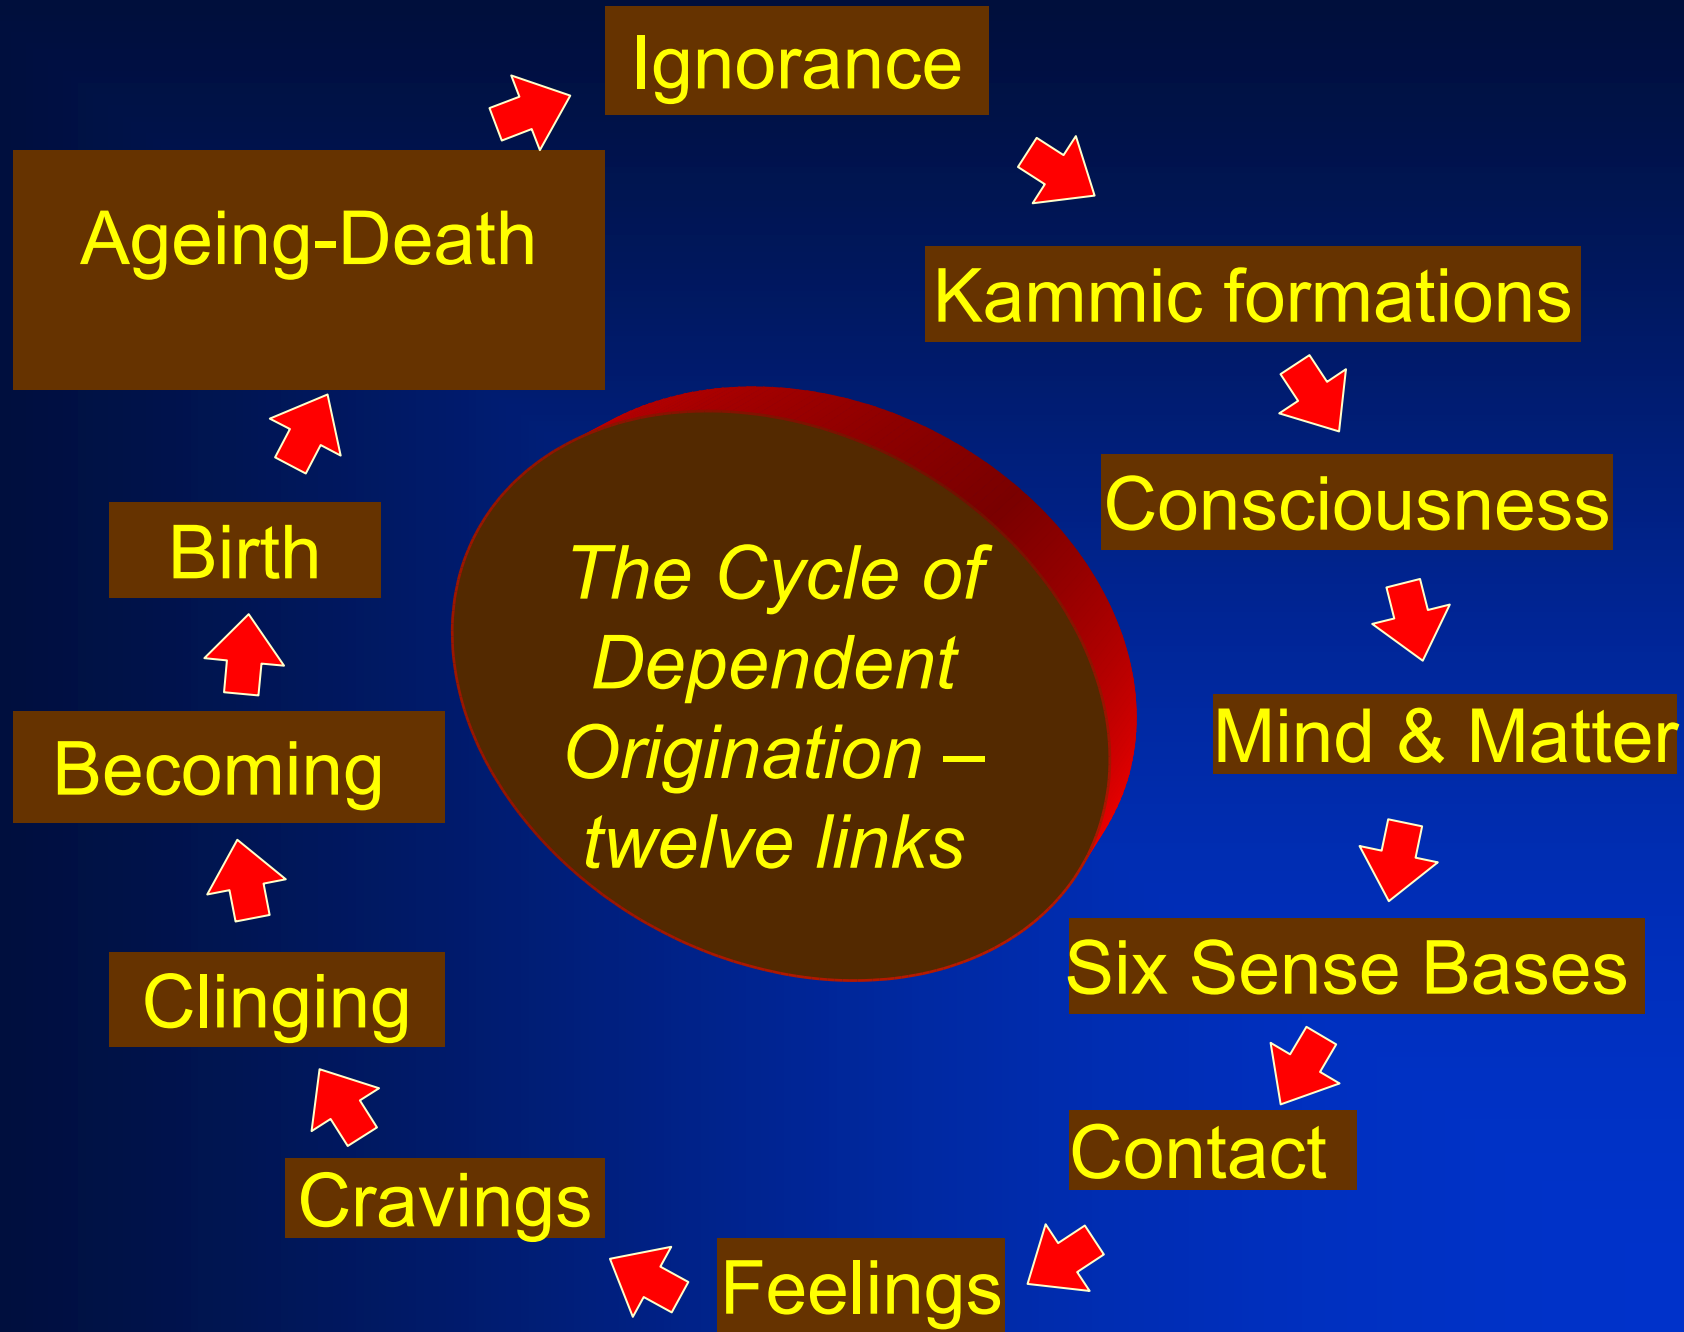 Ignorance
Kammic formations
Consciousness
Mind & Matter
Six Sense Bases
Contact
Feelings
Cravings
Clinging
Becoming
Birth
Ageing-Death
The Cycle of
Dependent
Origination –
twelve links